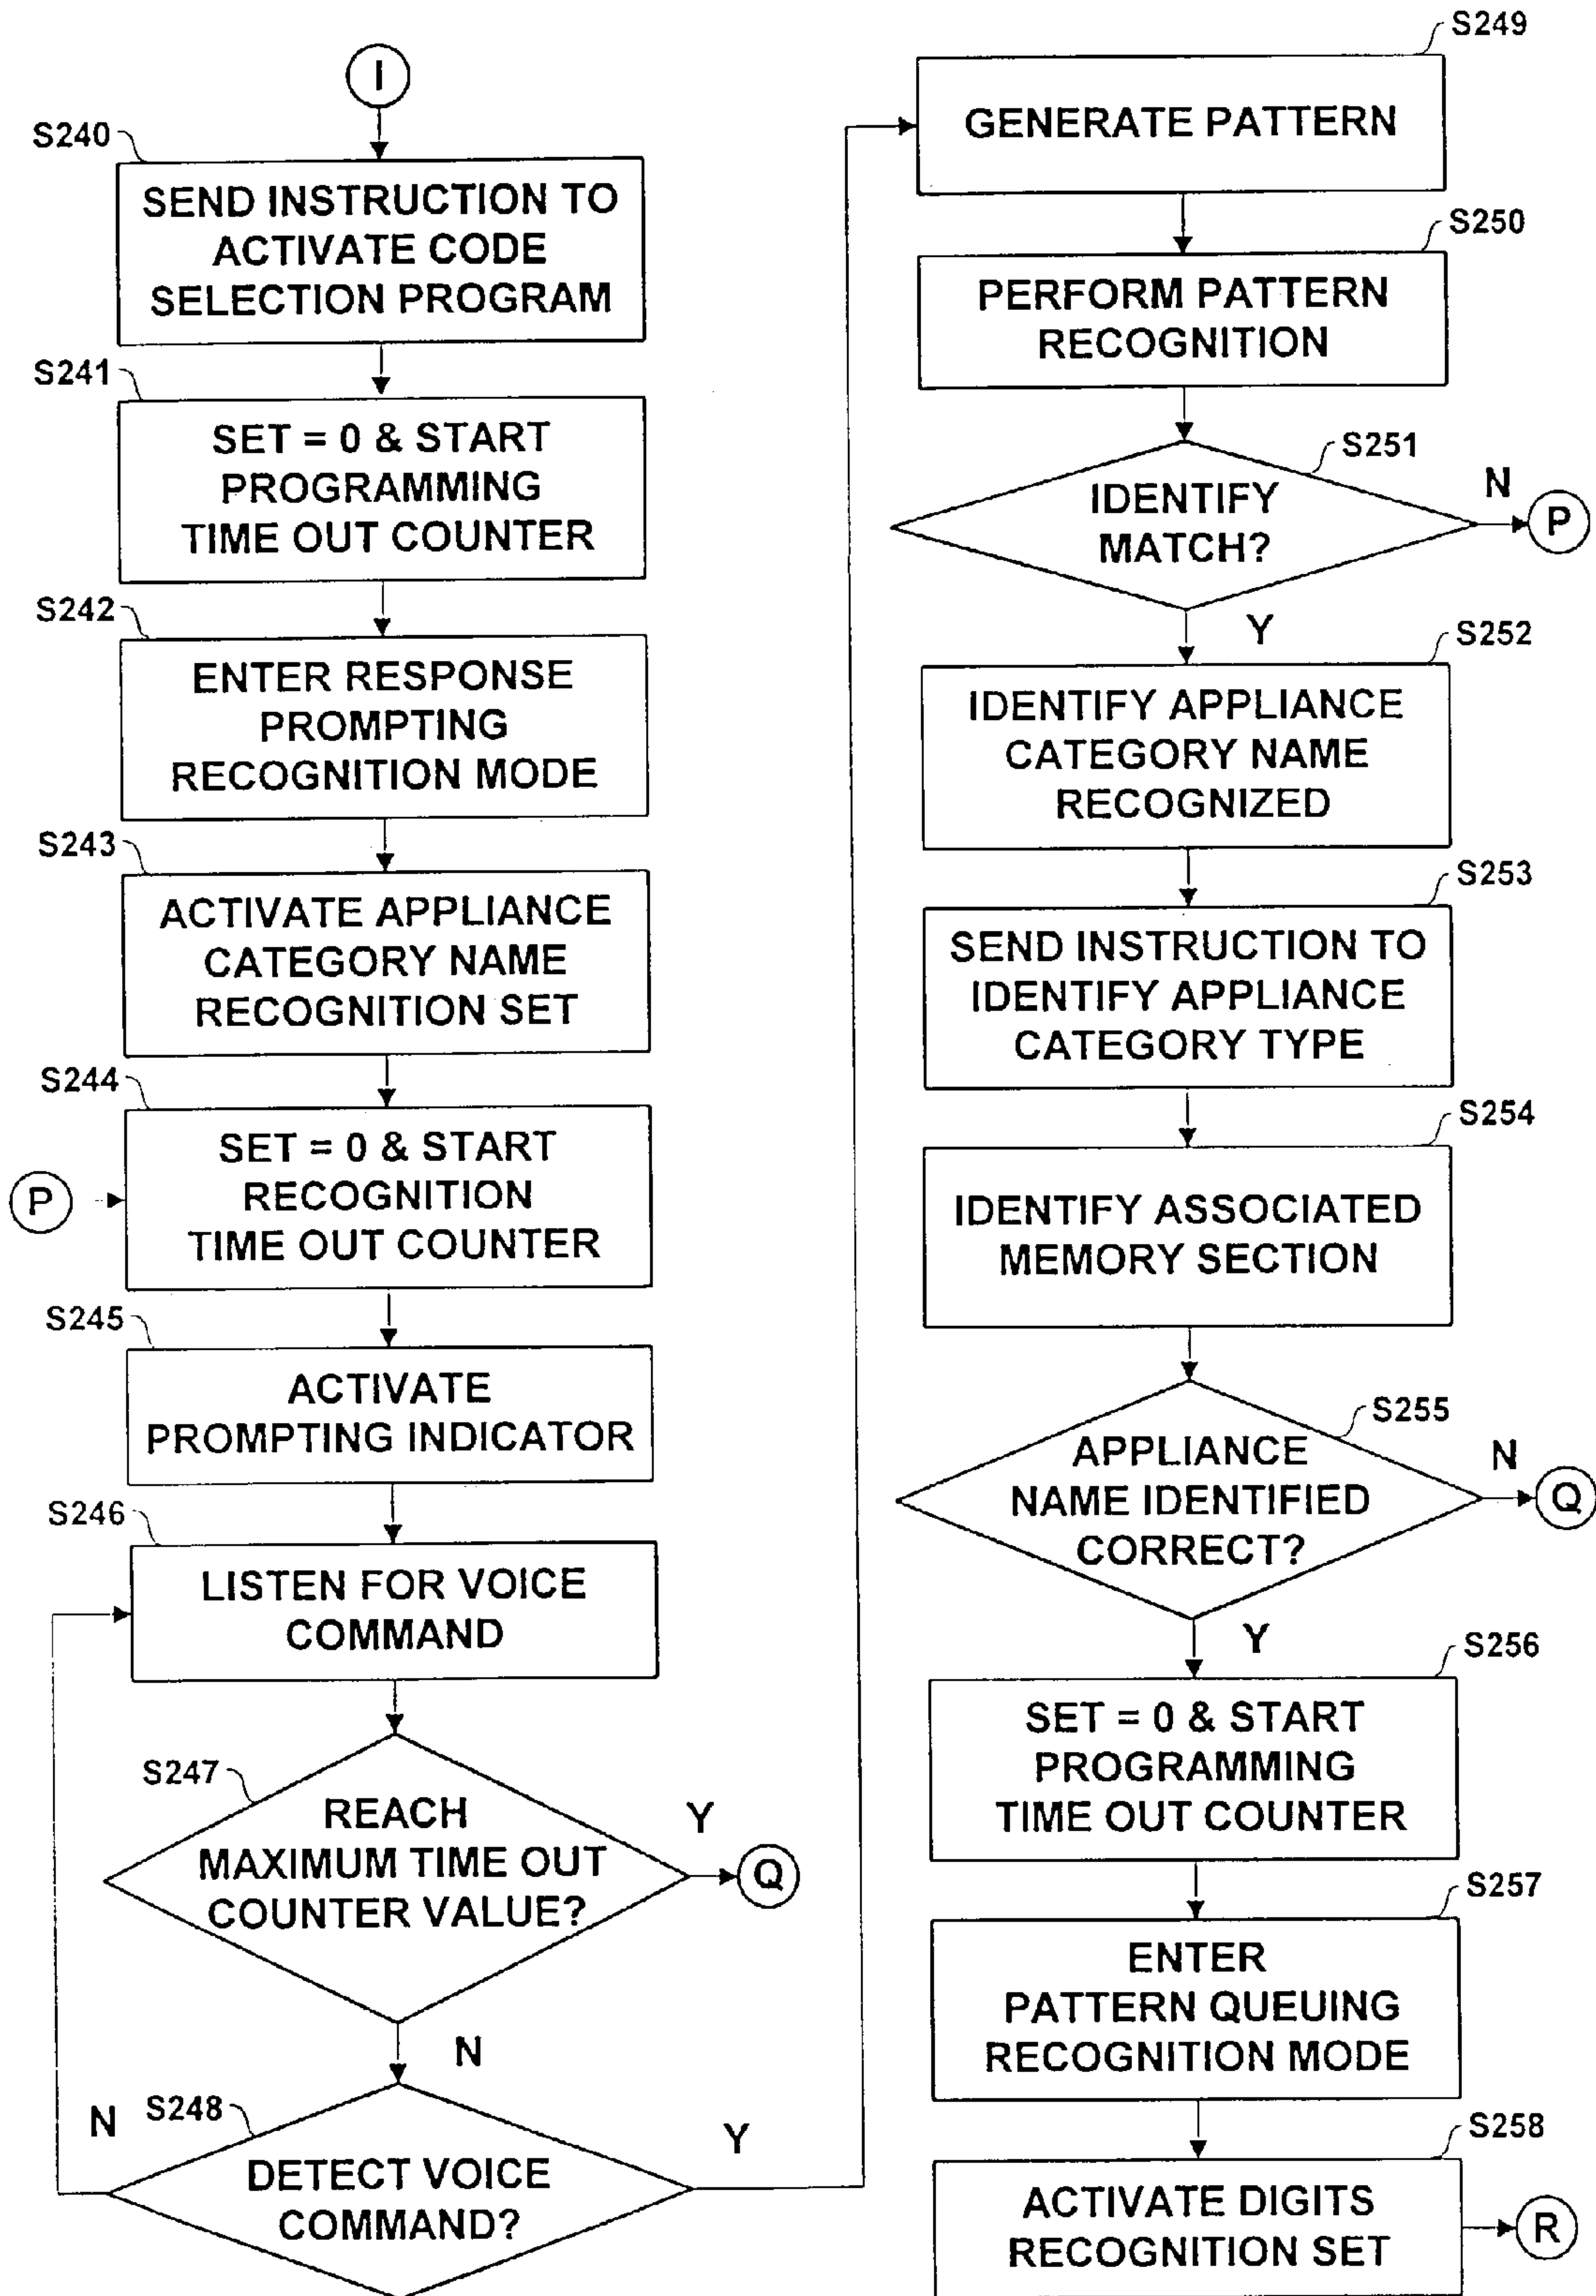 I
S240
SEND INSTRUCTION TO
ACTIVATE CODE
SELECTION PROGRAM
S241
SET = 0 & START
PROGRAMMING
TIME OUT COUNTER
S242
ENTER RESPONSE
PROMPTING
RECOGNITION MODE
S243
ACTIVATE APPLIANCE
CATEGORY NAME
RECOGNITION SET
S244
P
SET = 0 & START
RECOGNITION
TIME OUT COUNTER
S245
ACTIVATE
PROMPTING INDICATOR
S246
LISTEN FOR VOICE
COMMAND
S247
REACH
MAXIMUM TIME OUT
COUNTER VALUE?
Y
Q
N
S248
N
DETECT VOICE
COMMAND?
Y
S249
GENERATE PATTERN
S250
PERFORM PATTERN
RECOGNITION
S251
IDENTIFY
MATCH?
N
P
Y
S252
IDENTIFY APPLIANCE
CATEGORY NAME
RECOGNIZED
S253
SEND INSTRUCTION TO
IDENTIFY APPLIANCE
CATEGORY TYPE
S254
IDENTIFY ASSOCIATED
MEMORY SECTION
S255
APPLIANCE
NAME IDENTIFIED
CORRECT?
N
Q
Y
S256
SET = 0 & START
PROGRAMMING
TIME OUT COUNTER
S257
ENTER
PATTERN QUEUING
RECOGNITION MODE
S258
ACTIVATE DIGITS
RECOGNITION SET
R